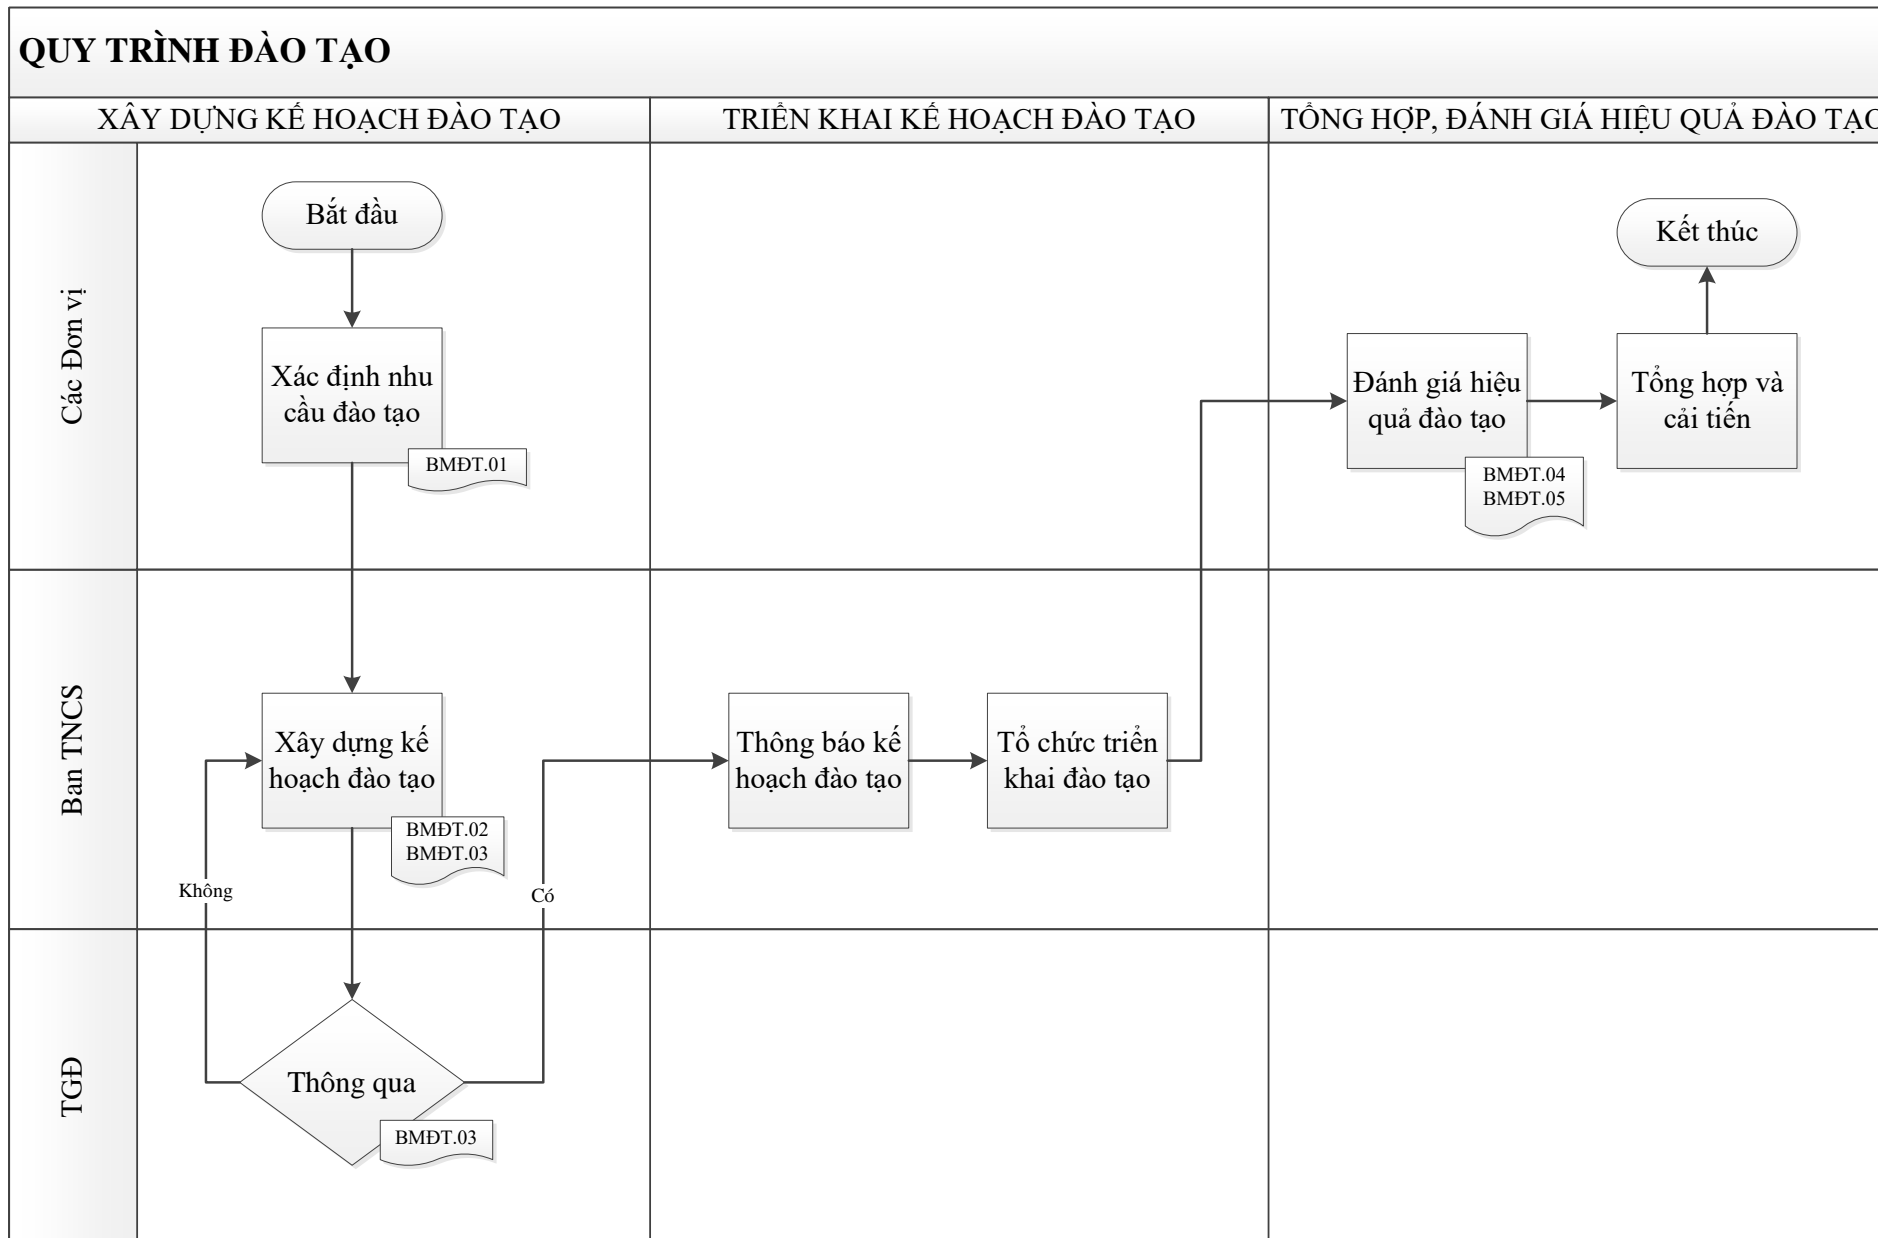 QUY TRÌNH ĐÀO TẠO
XÂY DỰNG KẾ HOẠCH ĐÀO TẠO
TRIỂN KHAI KẾ HOẠCH ĐÀO TẠO
TỔNG HỢP, ĐÁNH GIÁ HIỆU QUẢ ĐÀO TẠO
Các Đơn vị
Bắt đầu
Xác định nhu
cầu đào tạo
BMĐT.01
Kết thúc
Đánh giá hiệu
quả đào tạo
BMĐT.04
BMĐT.05
Tổng hợp và
cải tiến
Ban TNCS
Xây dựng kế
hoạch đào tạo
BMĐT.02
BMĐT.03
Không
Có
Thông báo kế
hoạch đào tạo
Tổ chức triển
khai đào tạo
TGĐ
Thông qua
BMĐT.03